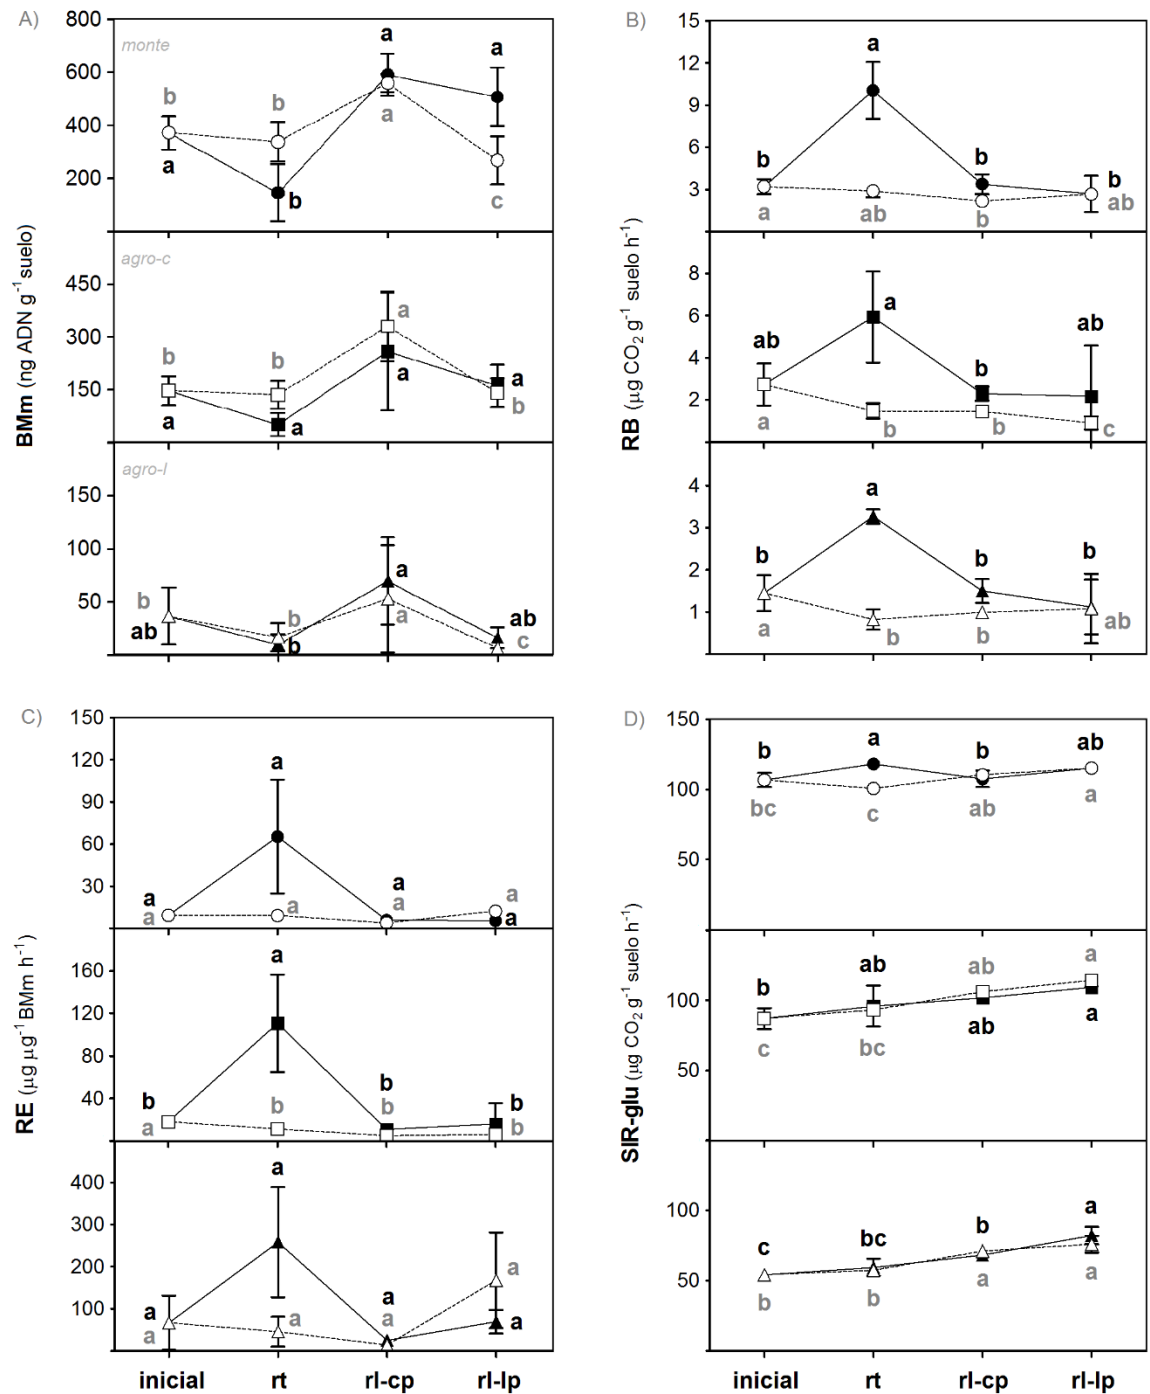 A)
BMm (ng ADN g⁻¹ suelo)
800
600
400
200
monte
b
b
a
a
a
b
a
c
450
300
150
agro-c
b
b
a
a
a
a
a
b
150
100
50
agro-l
b
ab
b
b
a
a
ab
c
B)
RB (µg CO₂ g⁻¹ suelo h⁻¹)
15
12
9
6
3
b
a
b
b
a
ab
b
ab
8
6
4
2
ab
a
b
ab
a
b
b
c
4
3
2
1
b
a
b
b
a
b
b
ab
C)
RE (µg µg⁻¹ BMm h⁻¹)
150
120
90
60
30
a
a
a
a
a
a
a
a
160
120
80
40
b
a
a
b
b
b
b
b
400
300
200
100
a
a
a
a
a
a
a
a
inicial rt rl-cp rl-lp
D)
SIR-glu (µg CO₂ g⁻¹ suelo h⁻¹)
150
100
50
b
a
b
ab
bc
c
ab
a
100
50
b
ab
ab
a
c
bc
ab
a
100
50
c
bc
b
a
b
b
a
a
inicial rt rl-cp rl-lp